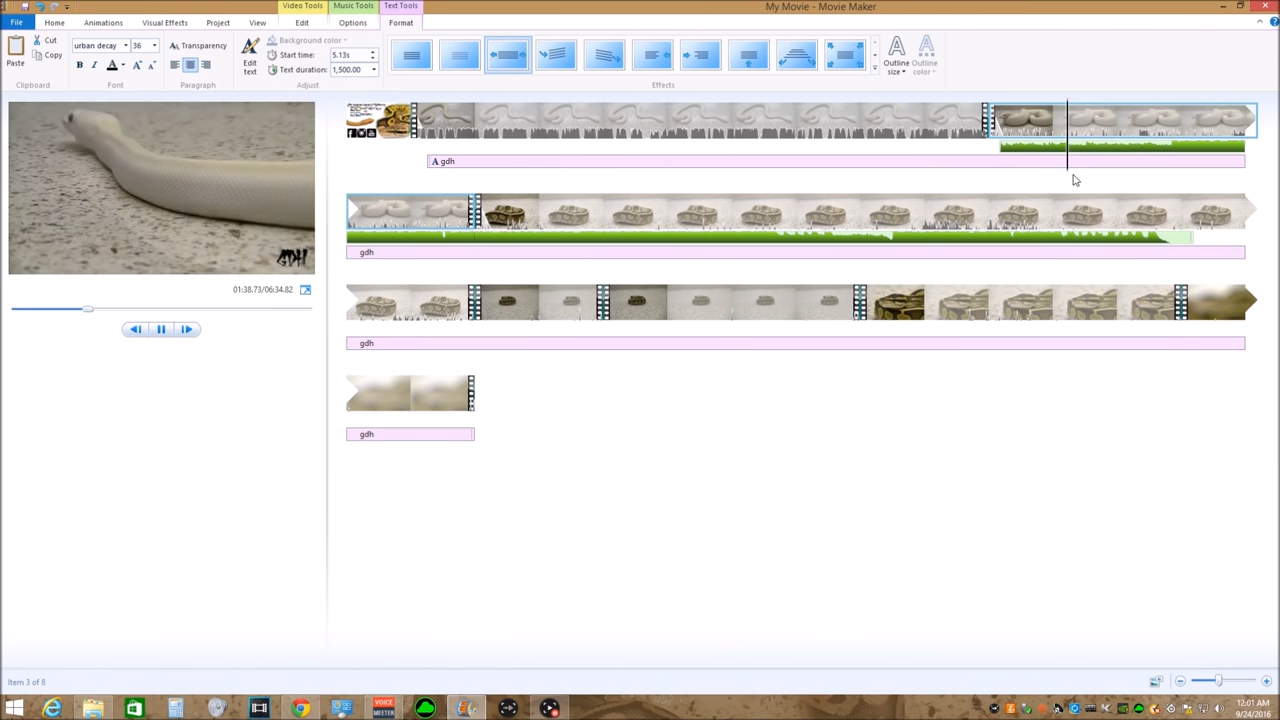 My Movie - Movie Maker
Video Tools
Music Tools
Text Tools
File
Home
Animations
Visual Effects
Project
View
Edit
Options
Format
Paste
Cut
Copy
Clipboard
urban decay
36
B
I
A
A
A
Font
Transparency
Paragraph
Edit text
Background color
Start time:
5.13s
Text duration:
1,500.00
Adjust
Effects
Outline size
Outline color
GDH
01:38.73/06:34.82
A gdh
gdh
gdh
gdh
Item 3 of 8
VOICE
MEETER
12:01 AM
9/24/2016